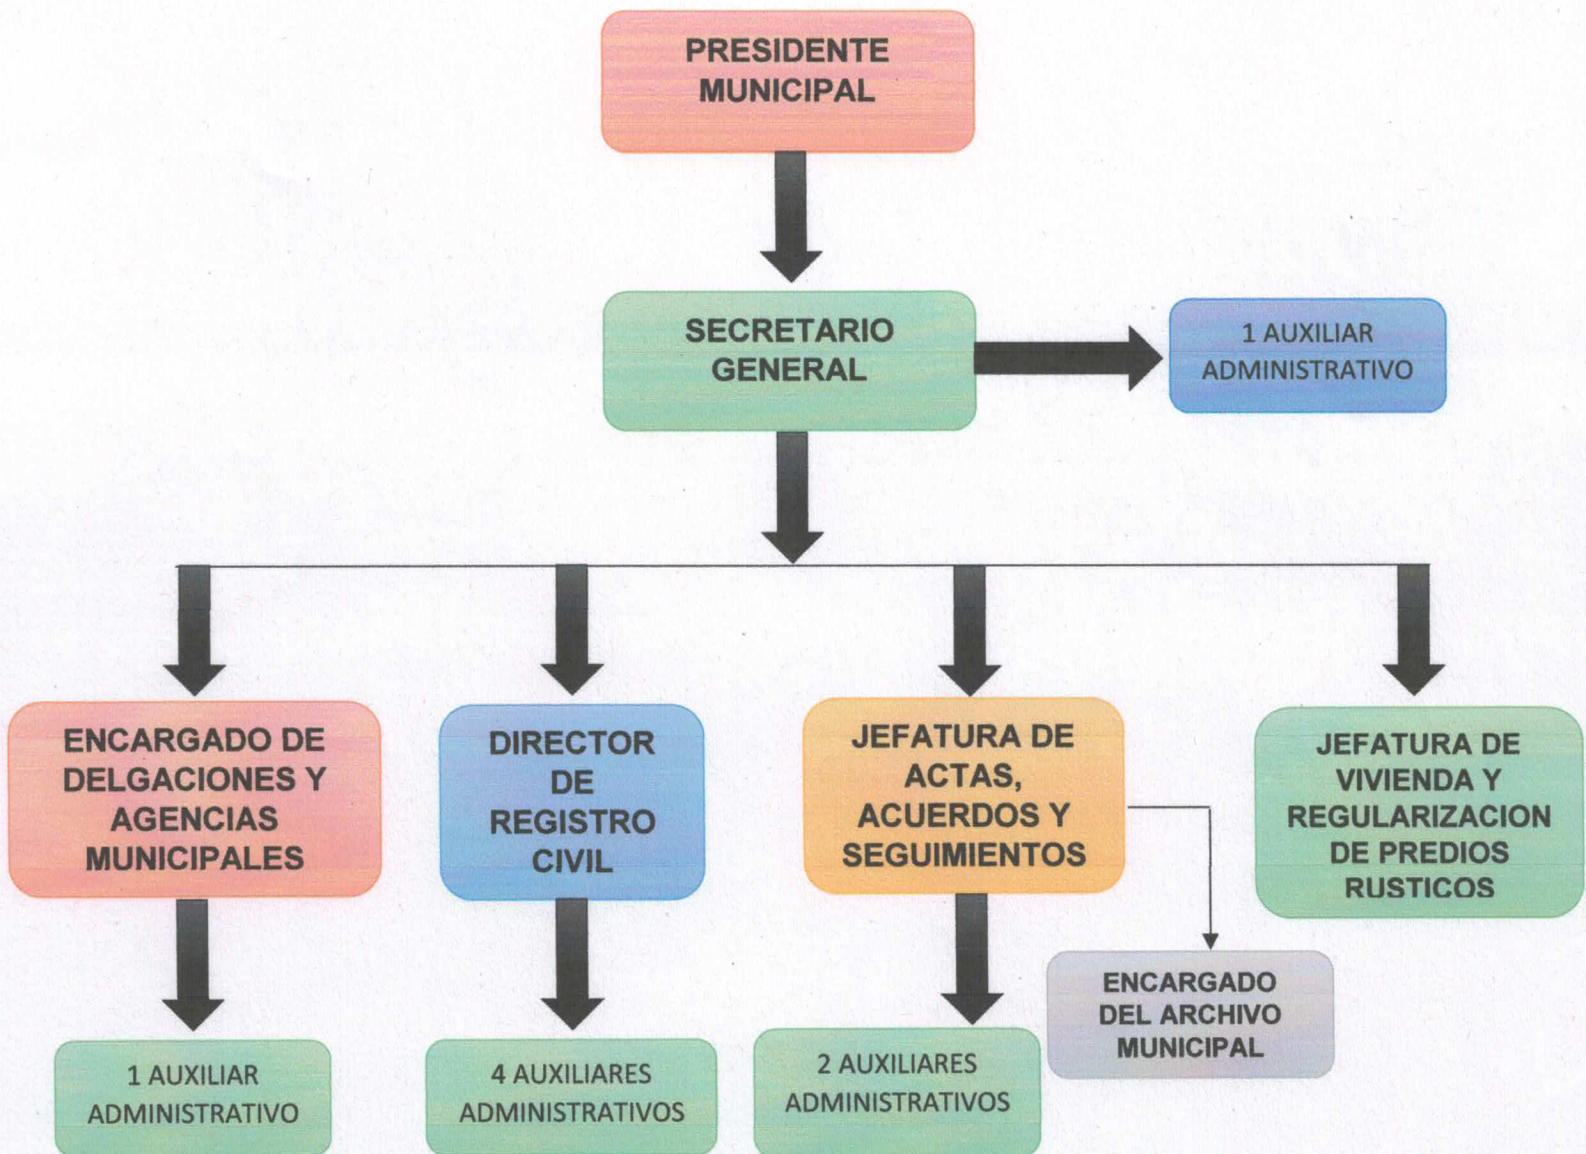 PRESIDENTE
MUNICIPAL
SECRETARIO
GENERAL
1 AUXILIAR
ADMINISTRATIVO
ENCARGADO DE
DELGACIONES Y
AGENCIAS
MUNICIPALES
DIRECTOR
DE
REGISTRO
CIVIL
JEFATURA DE
ACTAS,
ACUERDOS Y
SEGUIMIENTOS
JEFATURA DE
VIVIENDA Y
REGULARIZACION
DE PREDIOS
RUSTICOS
ENCARGADO
DEL ARCHIVO
MUNICIPAL
1 AUXILIAR
ADMINISTRATIVO
4 AUXILIARES
ADMINISTRATIVOS
2 AUXILIARES
ADMINISTRATIVOS